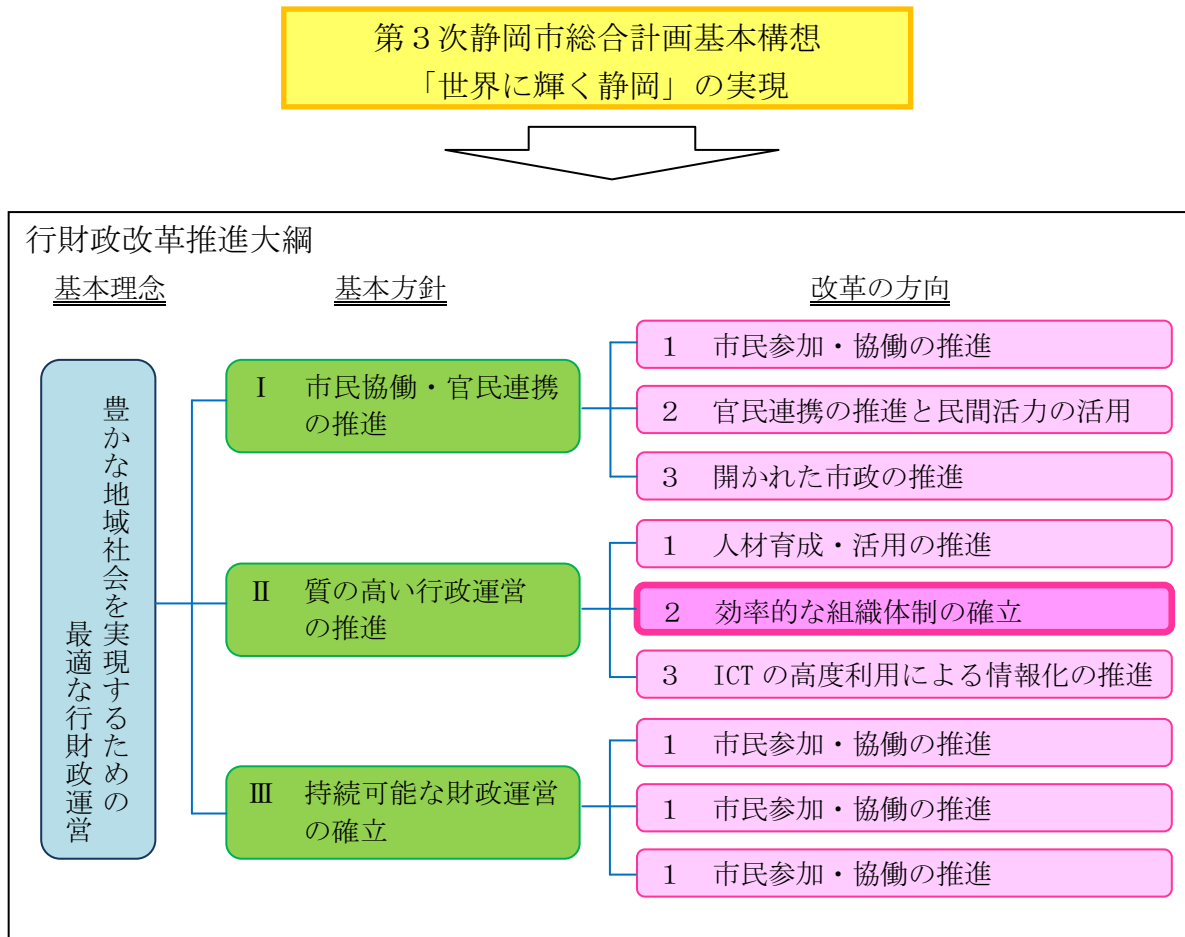 第３次静岡市総合計画基本構想
「世界に輝く静岡」の実現
行財政改革推進大綱
基本理念
基本方針
改革の方向
豊かな地域社会を実現するための
最適な行財政運営
Ⅰ 市民協働・官民連携
の推進
１ 市民参加・協働の推進
２ 官民連携の推進と民間活力の活用
３ 開かれた市政の推進
Ⅱ 質の高い行政運営
の推進
１ 人材育成・活用の推進
２ 効率的な組織体制の確立
３ ICT の高度利用による情報化の推進
Ⅲ 持続可能な財政運営
の確立
１ 市民参加・協働の推進
１ 市民参加・協働の推進
１ 市民参加・協働の推進